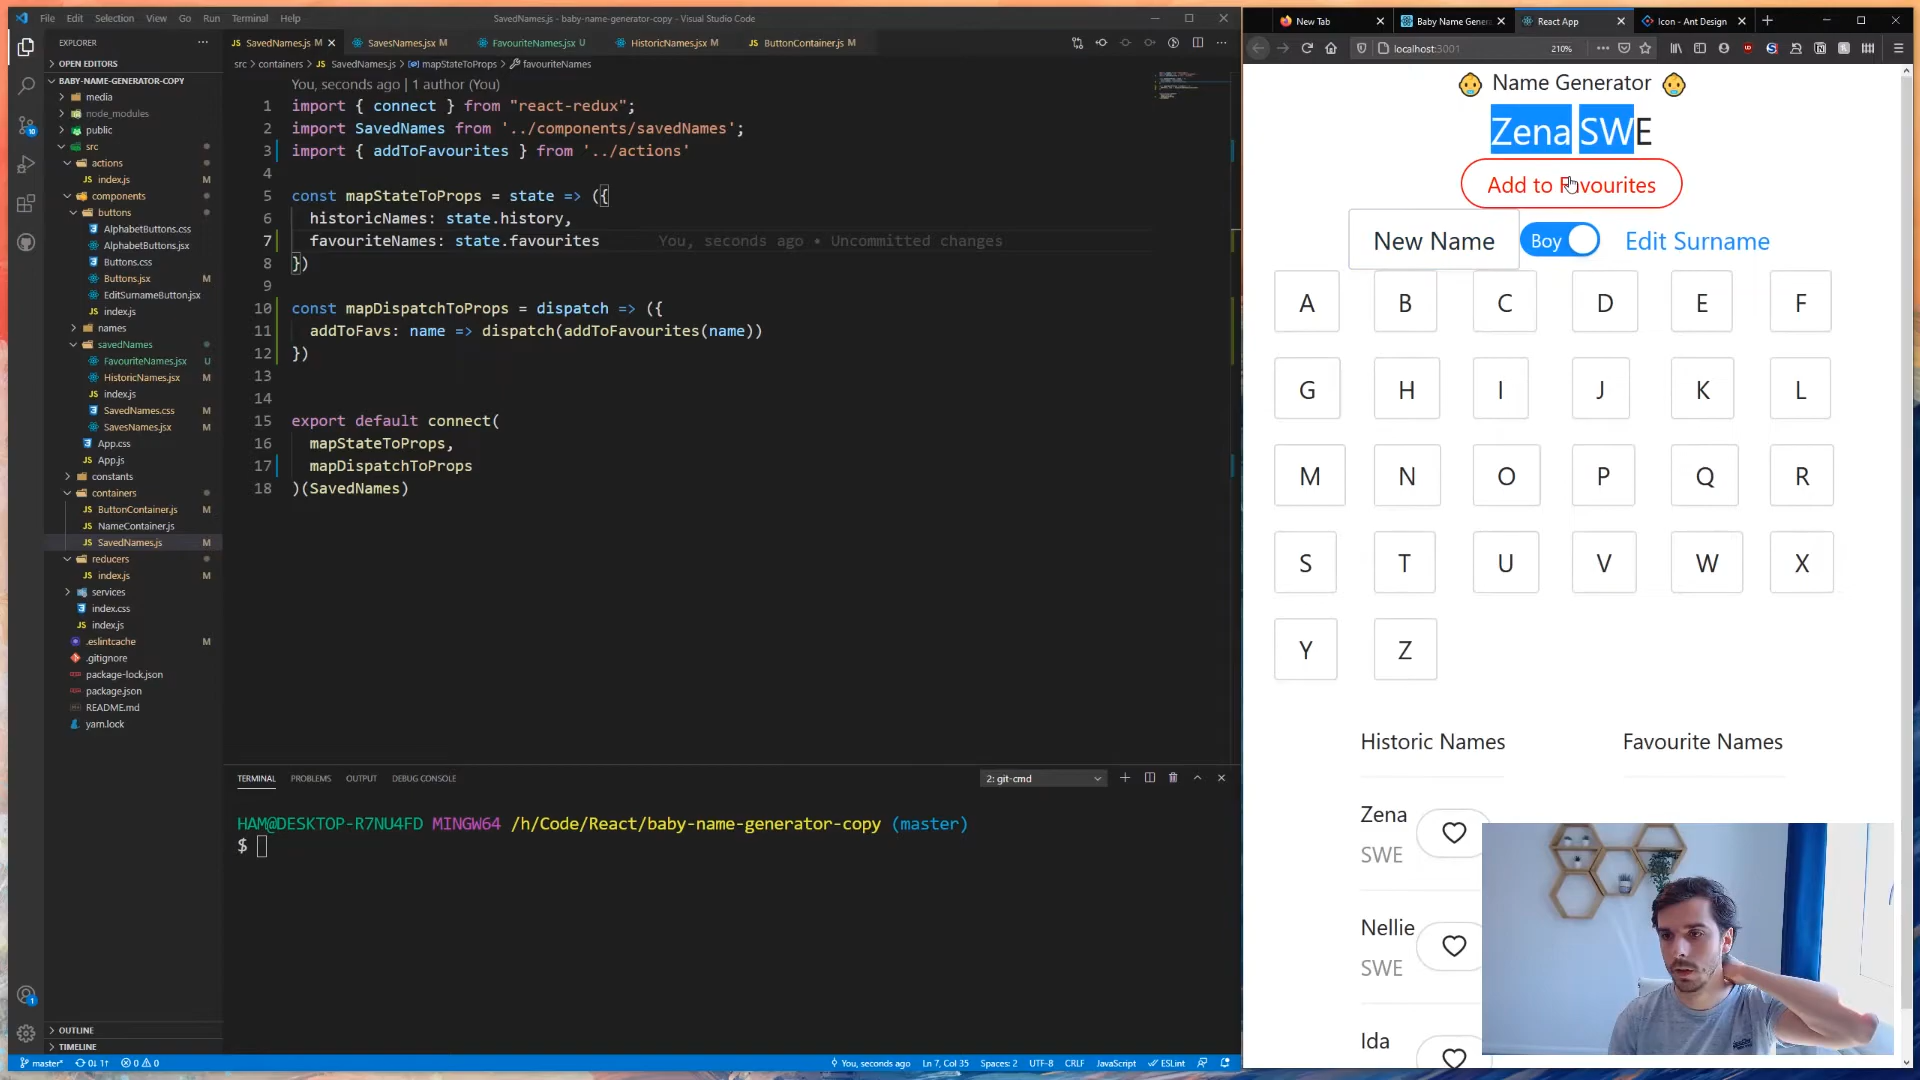 File Edit Selection View Go Run Terminal Help
SavedNames.js - baby-name-generator-copy - Visual Studio Code
EXPLORER
OPEN EDITORS
BABY-NAME-GENERATOR-COPY
media
node_modules
public
src
actions
index.js M
components
buttons
AlphabetButtons.css
AlphabetButtons.jsx
Buttons.css
Buttons.jsx M
EditSurnameButton.jsx
index.js
names
savedNames
FavouriteNames.jsx U
HistoricNames.jsx M
index.js
SavedNames.css M
SavesNames.jsx M
App.css
App.js
constants
containers
ButtonContainer.js M
NameContainer.js
SavedNames.js M
reducers
index.js M
services
index.css
index.js
.eslintcache M
.gitignore
package-lock.json
package.json
README.md
yarn.lock
OUTLINE
TIMELINE
SavedNames.js M
SavesNames.jsx M
FavouriteNames.jsx U
HistoricNames.jsx M
ButtonContainer.js M
src > containers > SavedNames.js > mapStateToProps > favouriteNames
You, seconds ago | 1 author (You)
1 import { connect } from "react-redux";
2 import SavedNames from '../components/savedNames';
3 import { addToFavourites } from '../actions'
4
5 const mapStateToProps = state => ({
6 historicNames: state.history,
7 favouriteNames: state.favourites You, seconds ago • Uncommitted changes
8 })
9
10 const mapDispatchToProps = dispatch => ({
11 addToFavs: name => dispatch(addToFavourites(name))
12 })
13
14
15 export default connect(
16 mapStateToProps,
17 mapDispatchToProps
18 )(SavedNames)
TERMINAL PROBLEMS OUTPUT DEBUG CONSOLE
2: git-cmd
HAM@DESKTOP-R7NU4FD MINGW64 /h/Code/React/baby-name-generator-copy (master)
$
master* 0↓ 1↑ 0 0
You, seconds ago Ln 7, Col 35 Spaces: 2 UTF-8 CRLF JavaScript ESLint
New Tab
Baby Name Gener
React App
Icon - Ant Design
localhost:3001
210%
Name Generator
Zena SWE
Add to Favourites
New Name
Boy
Edit Surname
A B C D E F
G H I J K L
M N O P Q R
S T U V W X
Y Z
Historic Names
Favourite Names
Zena
SWE
Nellie
SWE
Ida